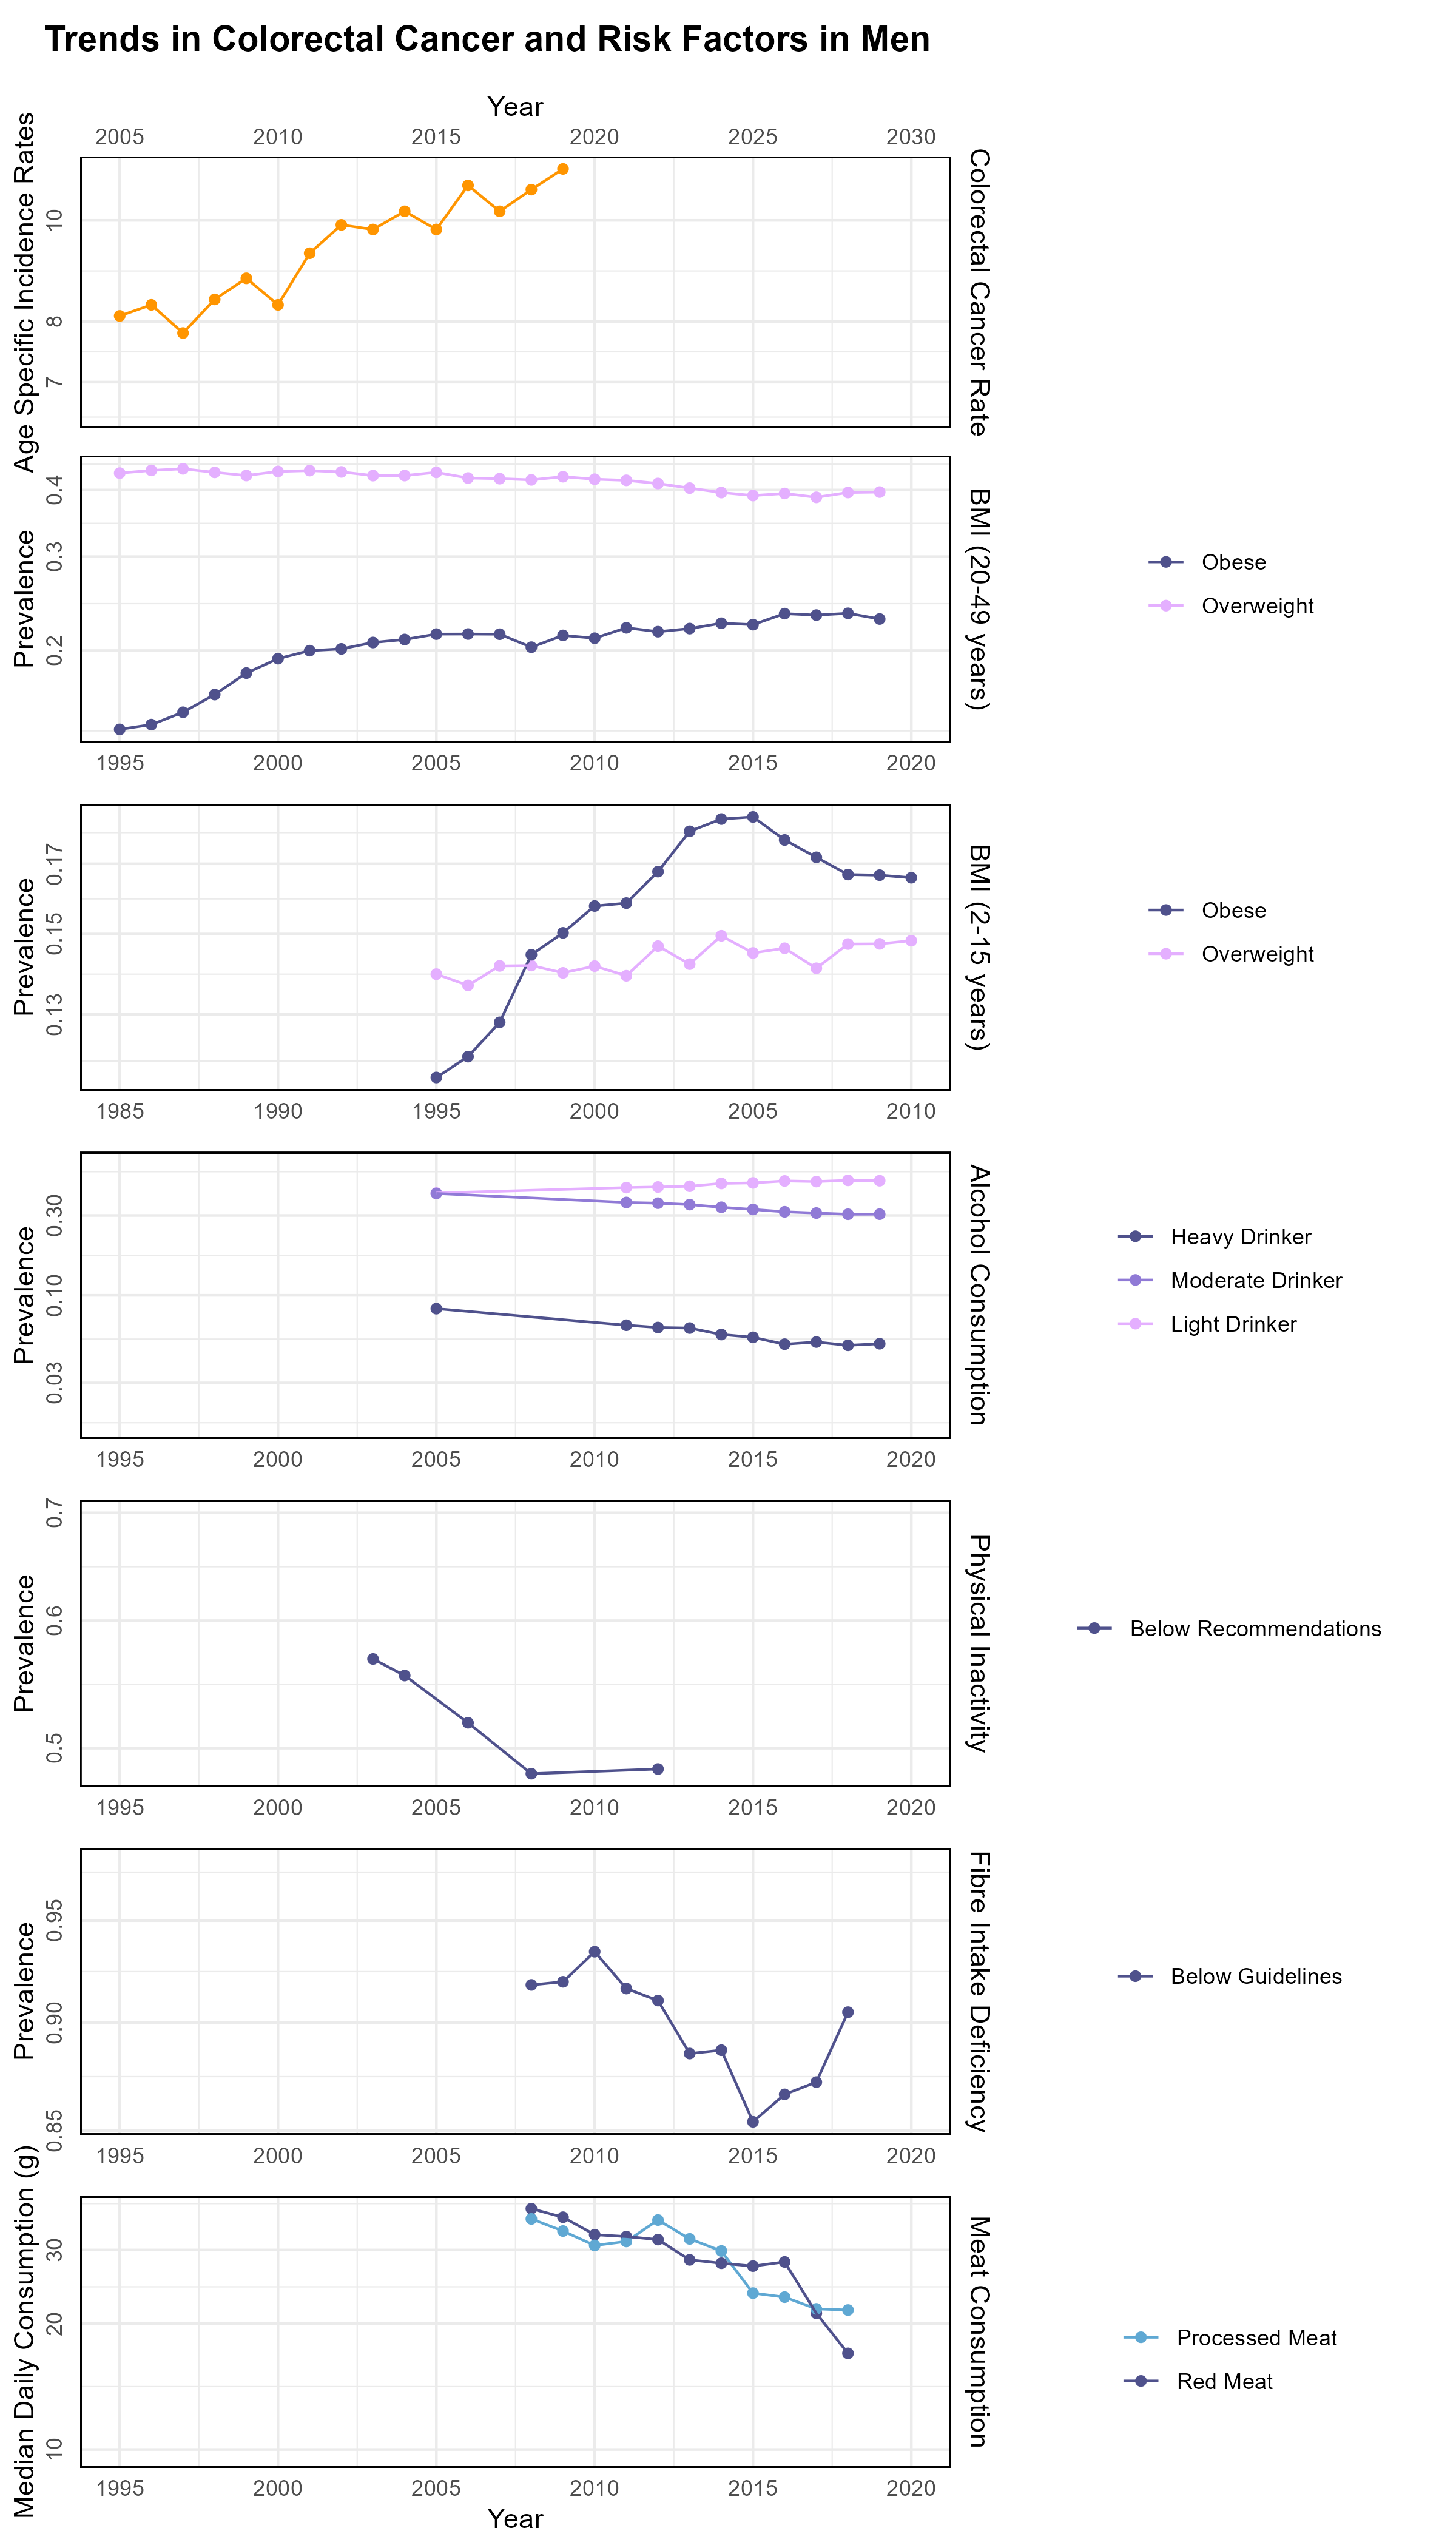 Trends in Colorectal Cancer and Risk Factors in Men
Year
2005 2010 2015 2020 2025 2030
Age Specific Incidence Rates
10
8
7
Colorectal Cancer Rate
Prevalence
0.4
0.3
0.2
BMI (20-49 years)
Obese
Overweight
1995 2000 2005 2010 2015 2020
Prevalence
0.17
0.15
0.13
BMI (2-15 years)
Obese
Overweight
1985 1990 1995 2000 2005 2010
Prevalence
0.30
0.10
0.03
Alcohol Consumption
Heavy Drinker
Moderate Drinker
Light Drinker
1995 2000 2005 2010 2015 2020
Prevalence
0.7
0.6
0.5
Physical Inactivity
Below Recommendations
1995 2000 2005 2010 2015 2020
Prevalence
0.95
0.90
0.85
Fibre Intake Deficiency
Below Guidelines
1995 2000 2005 2010 2015 2020
Median Daily Consumption (g)
30
20
10
Meat Consumption
Processed Meat
Red Meat
1995 2000 2005 2010 2015 2020
Year